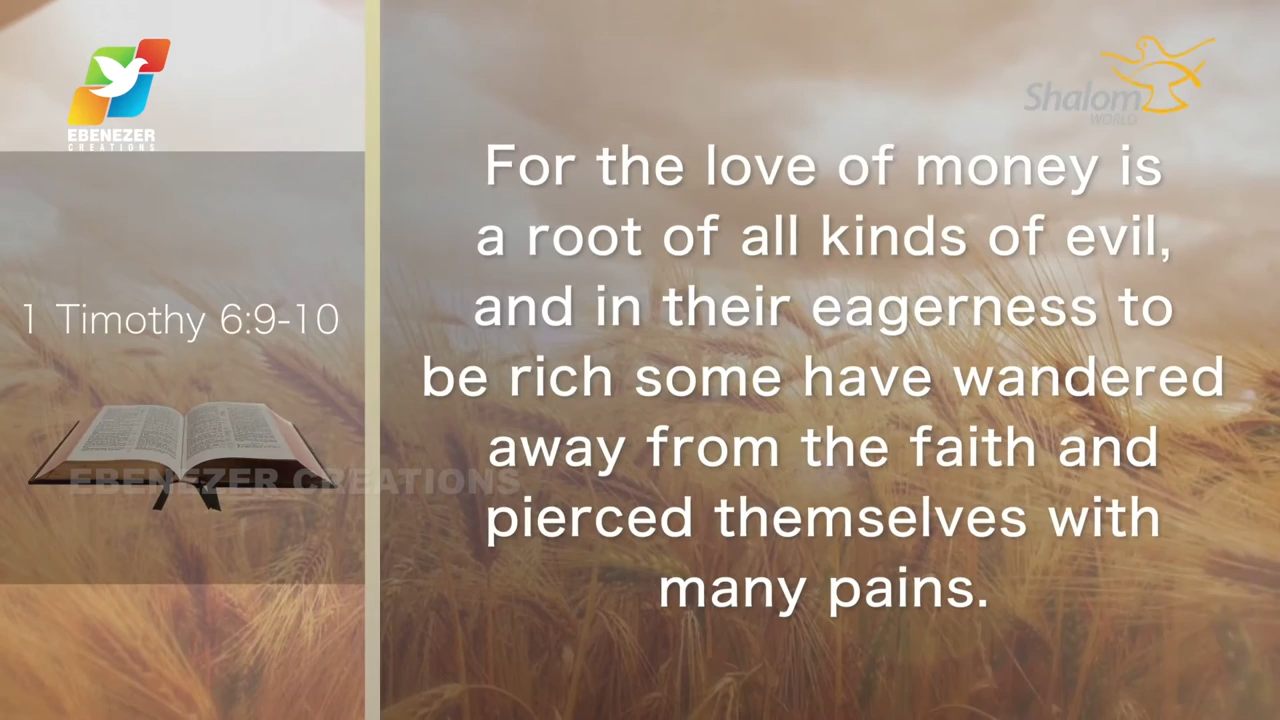 EBENEZER
CREATIONS
1 Timothy 6:9-10
EBENEZER CREATIONS
Shalom
WORLD
For the love of money is
a root of all kinds of evil,
and in their eagerness to
be rich some have wandered
away from the faith and
pierced themselves with
many pains.